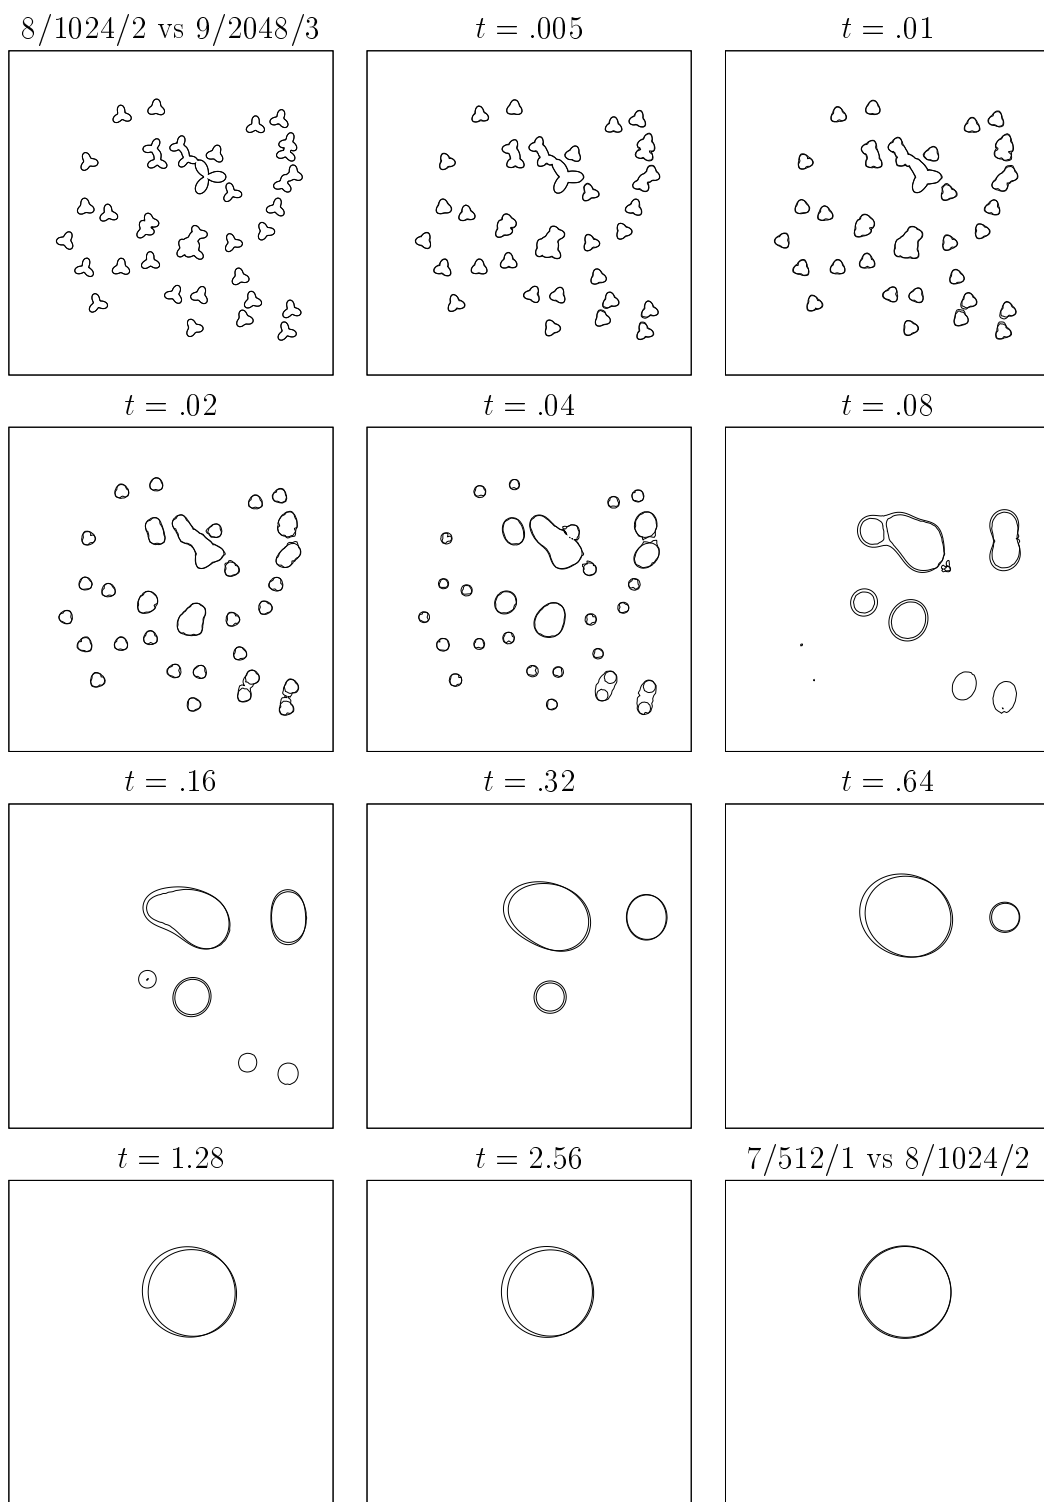 8/1024/2 vs 9/2048/3
t = .005
t = .01
t = .02
t = .04
t = .08
t = .16
t = .32
t = .64
t = 1.28
t = 2.56
7/512/1 vs 8/1024/2